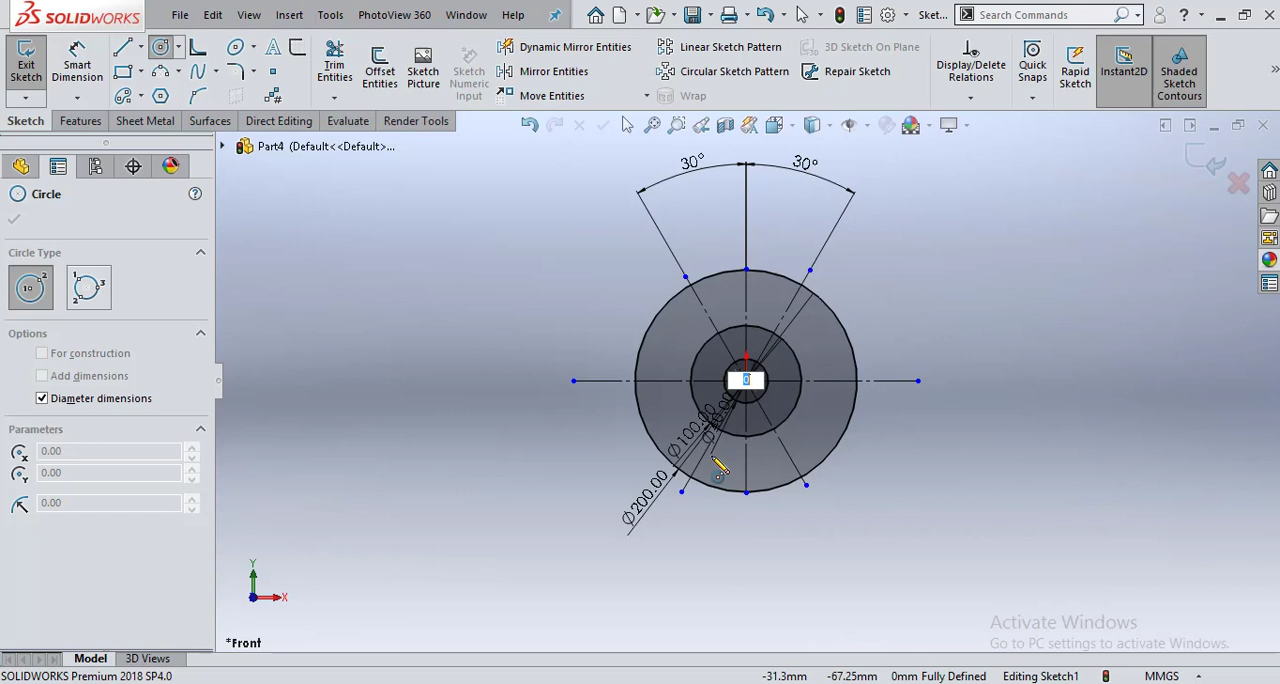 SOLIDWORKS
File Edit View Insert Tools PhotoView 360 Window Help
Sket...
Search Commands
Exit Sketch
Smart Dimension
Trim Entities
Offset Entities
Sketch Picture
Sketch Numeric Input
Dynamic Mirror Entities
Mirror Entities
Move Entities
Linear Sketch Pattern
Circular Sketch Pattern
Wrap
3D Sketch On Plane
Repair Sketch
Display/Delete Relations
Quick Snaps
Rapid Sketch
Instant2D
Shaded Sketch Contours
Sketch Features Sheet Metal Surfaces Direct Editing Evaluate Render Tools
Part4 (Default<<Default>...
Circle
Circle Type
Options
For construction
Add dimensions
Diameter dimensions
Parameters
0.00
0.00
0.00
30°
30°
0
Ø100.00
Ø200.00
Y
X
*Front
Activate Windows
Go to PC settings to activate Windows.
Model 3D Views
SOLIDWORKS Premium 2018 SP4.0
-31.3mm -67.25mm 0mm Fully Defined Editing Sketch1 MMGS